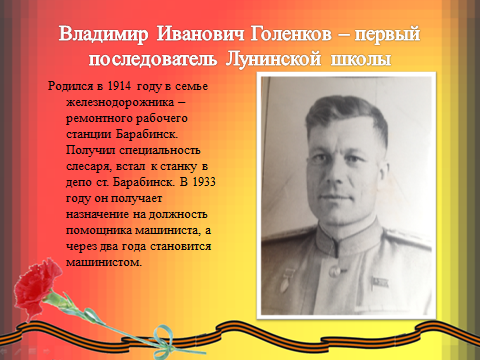 Владимир Иванович Голенков – первый
последователь Лунинской школы
Родился в 1914 году в семье
железнодорожника –
ремонтного рабочего
станции Барабинск.
Получил специальность
слесаря, встал к станку в
депо ст. Барабинск. В 1933
году он получает
назначение на должность
помощника машиниста, а
через два года становится
машинистом.